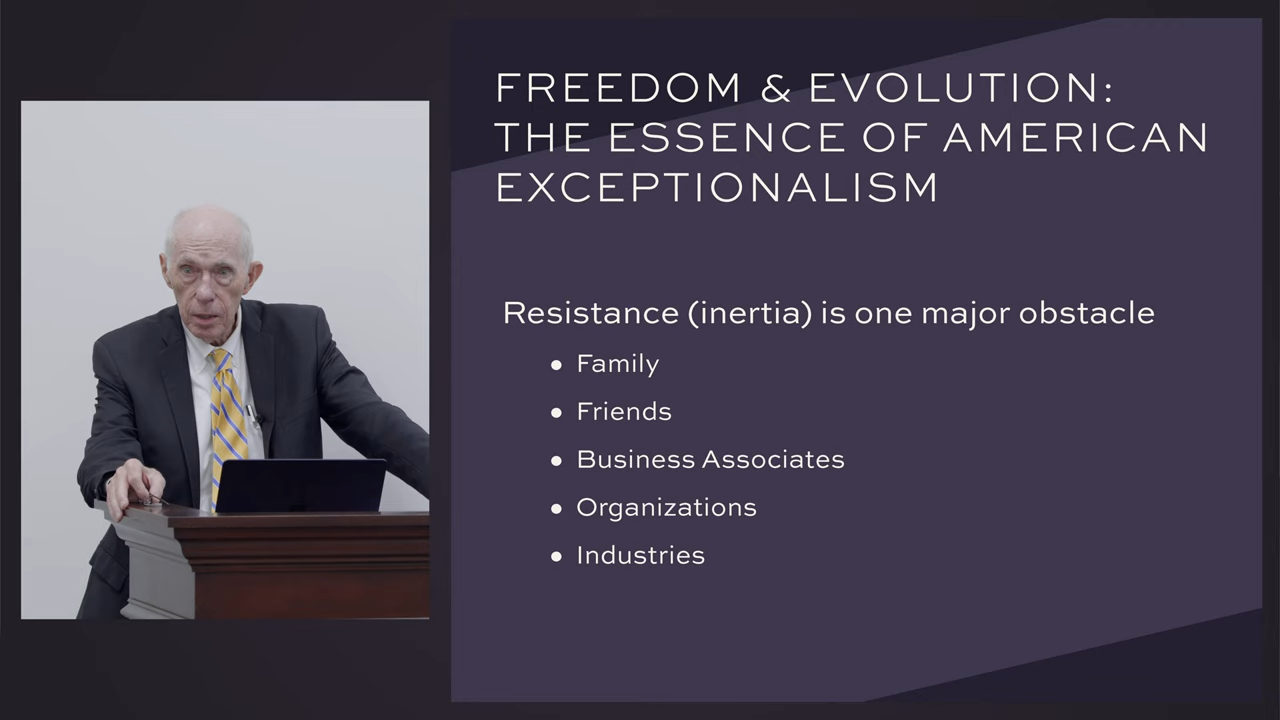 FREEDOM & EVOLUTION:
THE ESSENCE OF AMERICAN
EXCEPTIONALISM
Resistance (inertia) is one major obstacle
● Family
● Friends
● Business Associates
● Organizations
● Industries